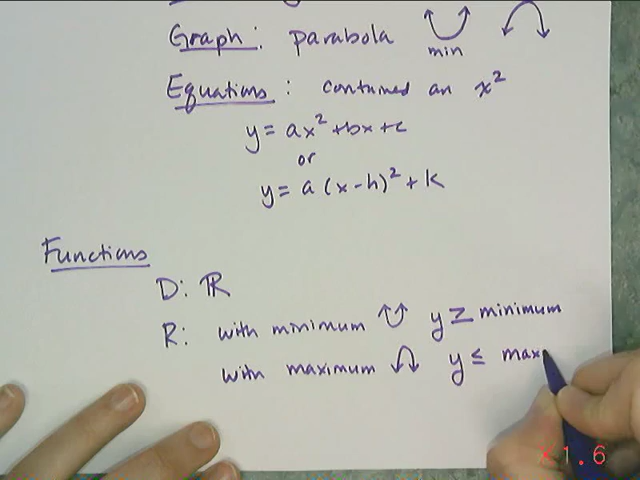 Graph: parabola
min
Equations: contained an x²
y = ax² + bx + c
or
y = a (x-h)² + k
Functions
D: ℝ
R: with minimum y ≥ minimum
with maximum y ≤ max
x1.6